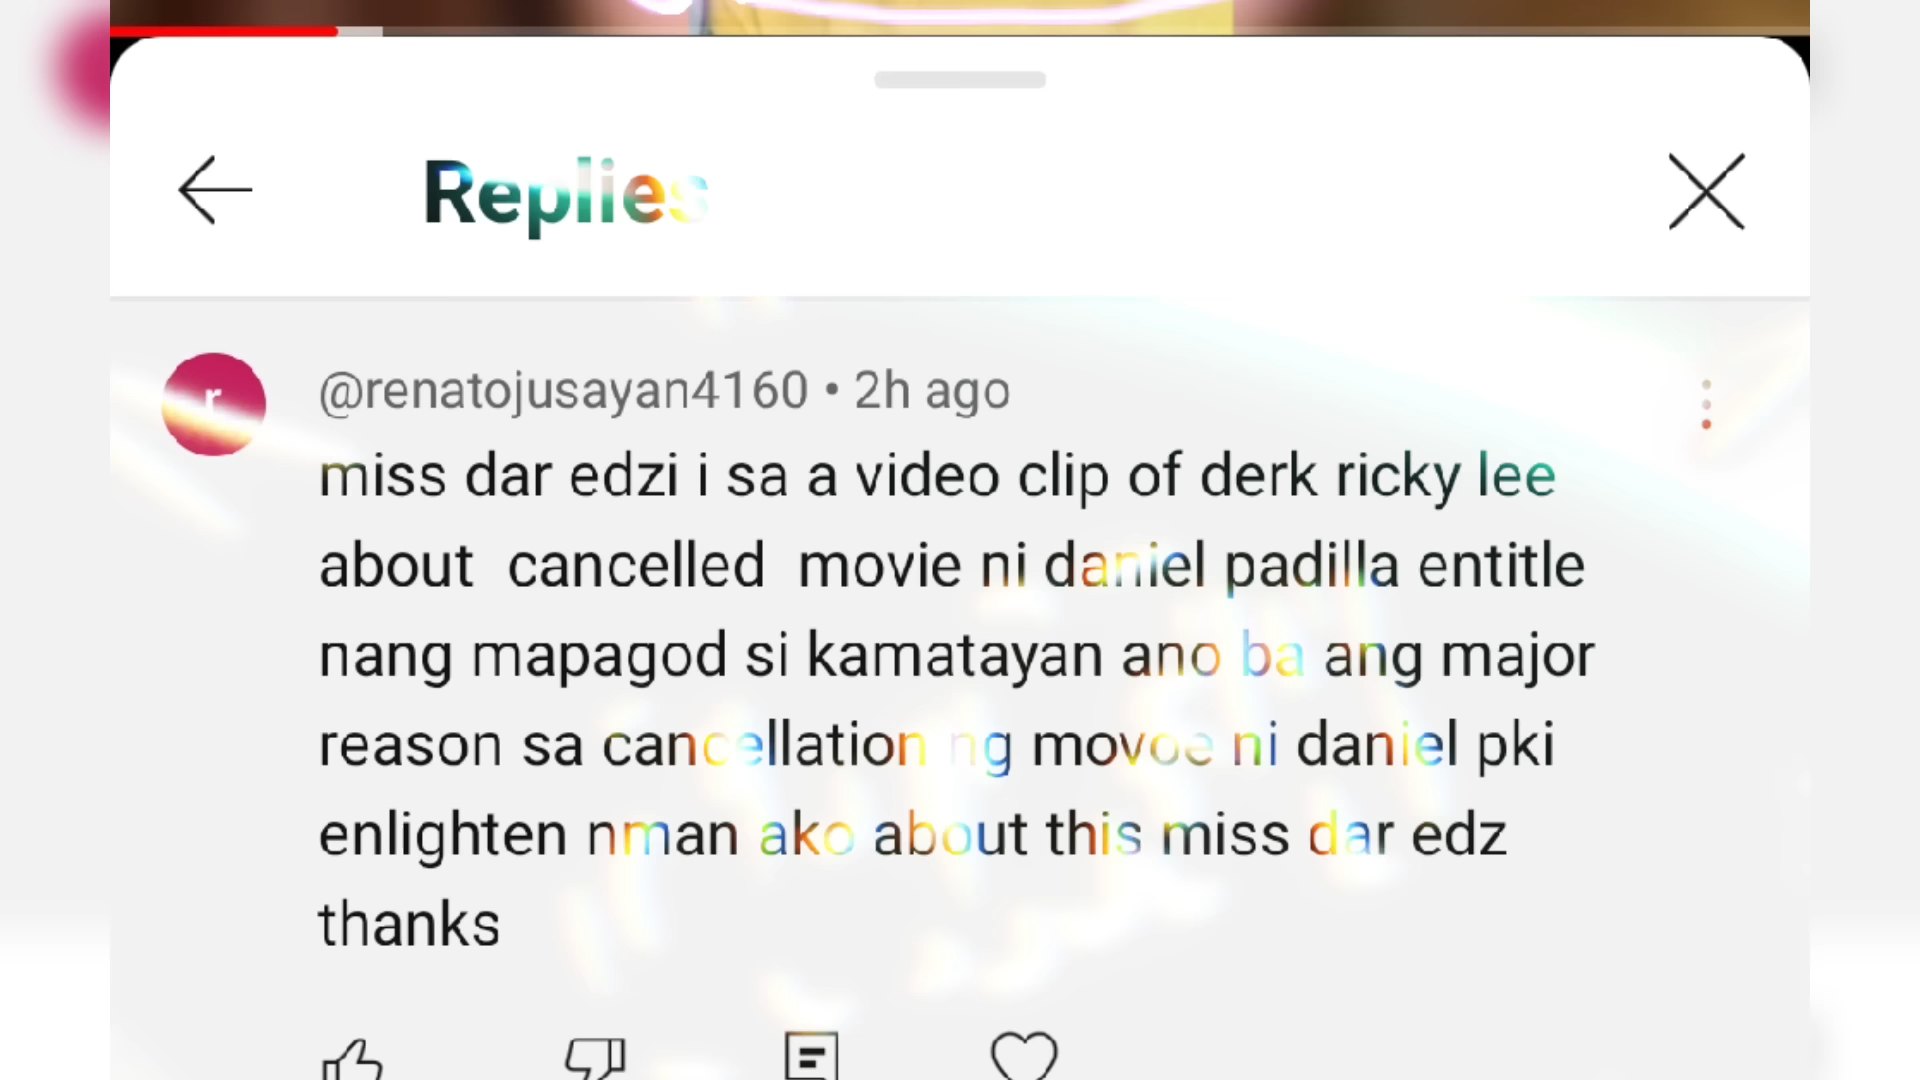 Replies
r
@renatojusayan4160 • 2h ago
miss dar edzi i sa a video clip of derk ricky lee
about cancelled movie ni daniel padilla entitle
nang mapagod si kamatayan ano ba ang major
reason sa cancellation ng movoe ni daniel pki
enlighten nman ako about this miss dar edz
thanks